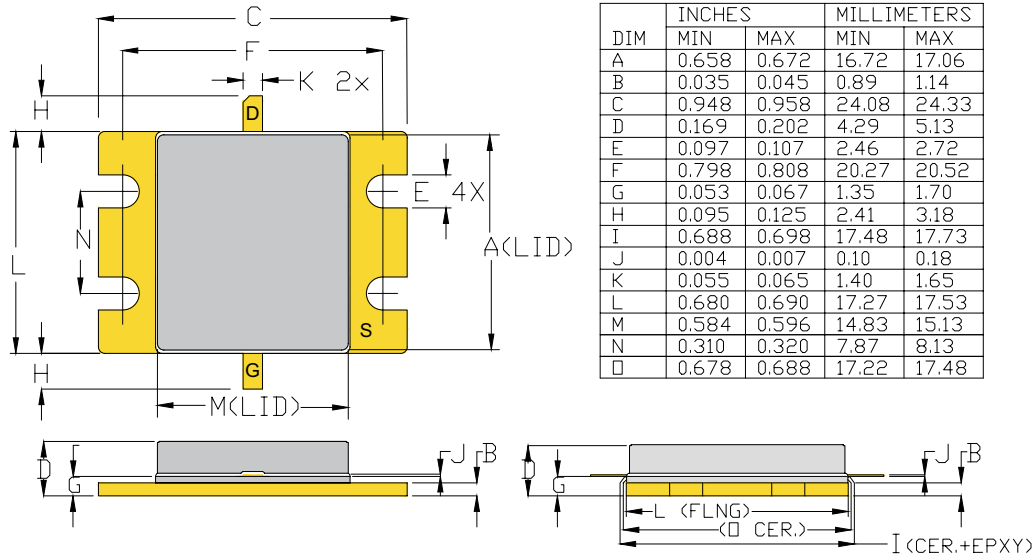 C
F
K 2x
H
D
E 4X
N
L
A(LID)
S
H
G
M(LID)
INCHES MILLIMETERS
DIM MIN MAX MIN MAX
A 0.658 0.672 16.72 17.06
B 0.035 0.045 0.89 1.14
C 0.948 0.958 24.08 24.33
D 0.169 0.202 4.29 5.13
E 0.097 0.107 2.46 2.72
F 0.798 0.808 20.27 20.52
G 0.053 0.067 1.35 1.70
H 0.095 0.125 2.41 3.18
I 0.688 0.698 17.48 17.73
J 0.004 0.007 0.10 0.18
K 0.055 0.065 1.40 1.65
L 0.680 0.690 17.27 17.53
M 0.584 0.596 14.83 15.13
N 0.310 0.320 7.87 8.13
O 0.678 0.688 17.22 17.48
D
G
J
B
D
G
J
B
L (FLNG)
(O CER.)
I(CER.+EPXY)